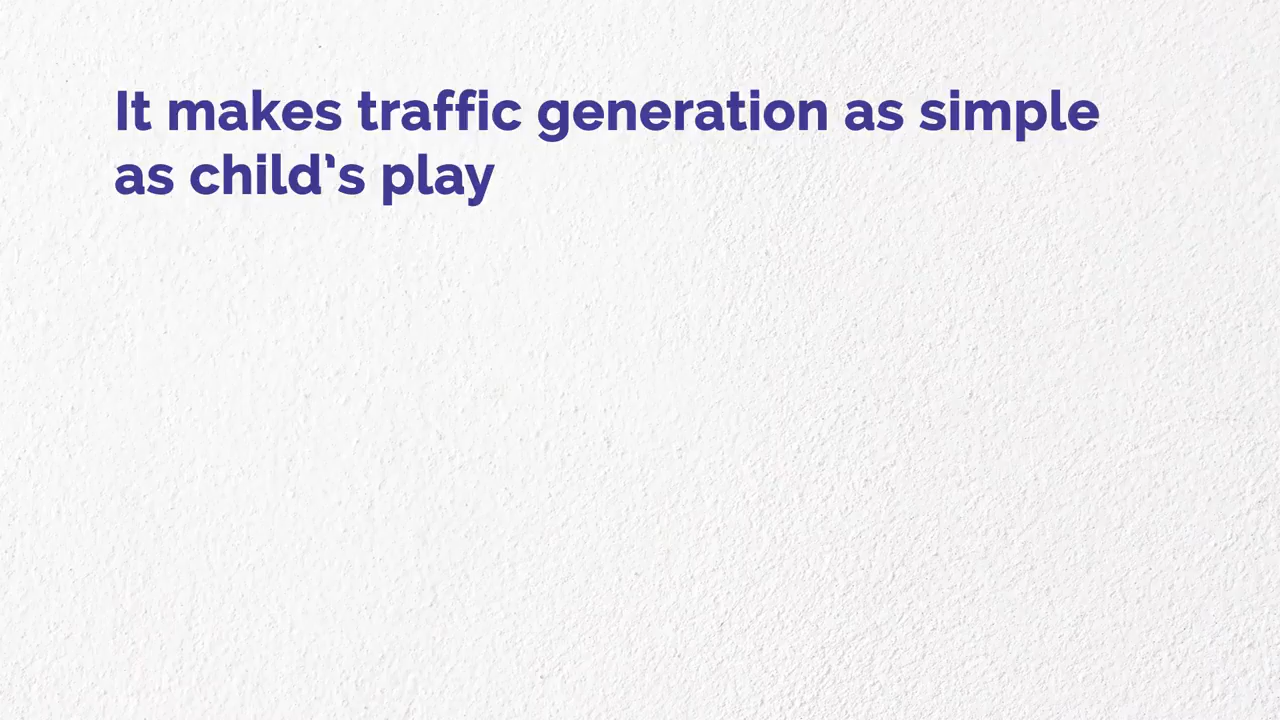 It makes traffic generation as simple
as child’s play